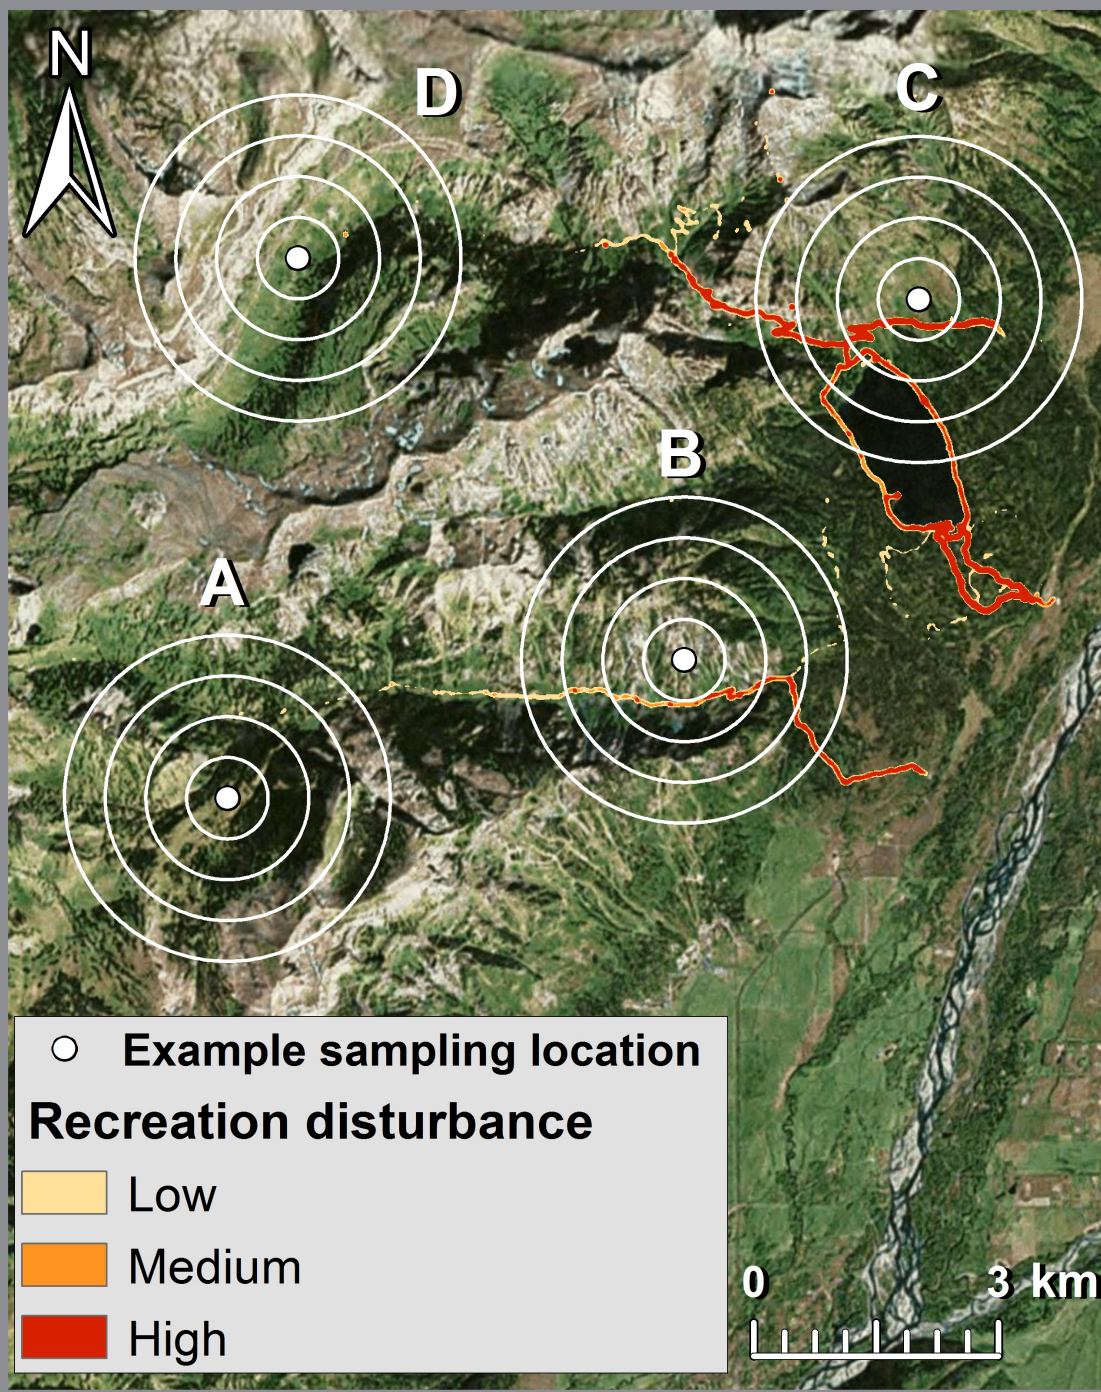 N
D
C
B
A
Example sampling location
Recreation disturbance
Low
Medium
High
0 3 km